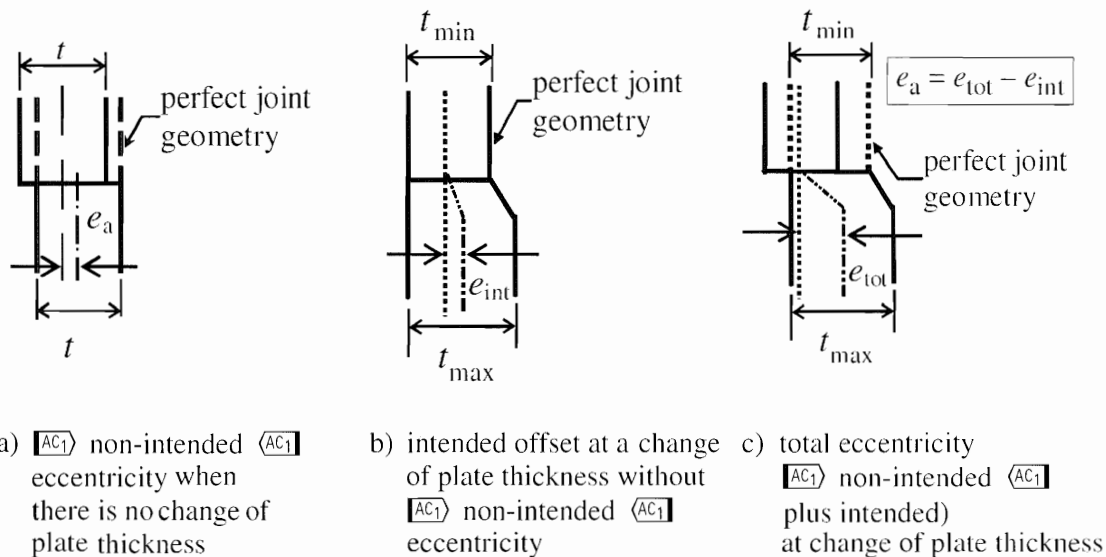 t
perfect joint
geometry
e_a
t
t_min
perfect joint
geometry
e_int
t_max
t_min
e_a = e_tot − e_int
perfect joint
geometry
e_tot
t_max
a) AC1⟩ non-intended ⟨AC1
eccentricity when
there is no change of
plate thickness
b) intended offset at a change
of plate thickness without
AC1⟩ non-intended ⟨AC1
eccentricity
c) total eccentricity
AC1⟩ non-intended ⟨AC1
plus intended)
at change of plate thickness